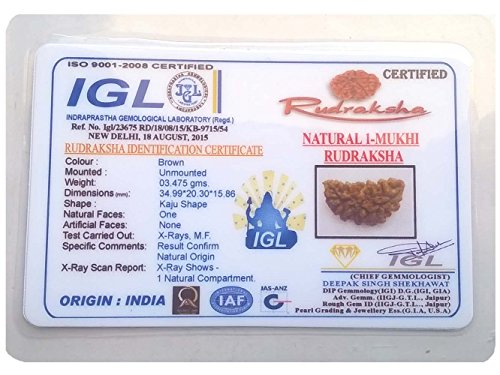 ISO 9001-2008 CERTIFIED
IGL
IGL
INDRAPRASTHA GEMOLOGICAL LABORATORY (Regd.)
Ref. No. Igl/23675 RD/18/08/15/KB-9715/54
NEW DELHI, 18 AUGUST, 2015
RUDRAKSHA IDENTIFICATION CERTIFICATE
Colour : Brown
Mounted : Unmounted
Weight : 03.475 gms.
Dimensions (mm): 34.99*20.30*15.86
Shape : Kaju Shape
Natural Faces: One
Artificial Faces: None
Test Carried Out : X-Rays, M.F.
Specific Comments: Result Confirm
Natural Origin
X-Ray Scan Report: X-Ray Shows -
1 Natural Compartment.
IGL
ORIGIN : INDIA
IAF
JAS-ANZ
CERTIFIED
Rudraksha
NATURAL 1-MUKHI
RUDRAKSHA
IGL
(CHIEF GEMMOLOGIST)
DEEPAK SINGH SHEKHAWAT
DIP Gemmology(IGI) D.G.(IGI, GIA)
Adv. Gemm. (IIGJ-G.T.L., Jaipur)
Rough Gem ID (IIGJ-G.T.L., Jaipur)
Pearl Grading & Jewellery Ess.(G.I.A, U.S.A)